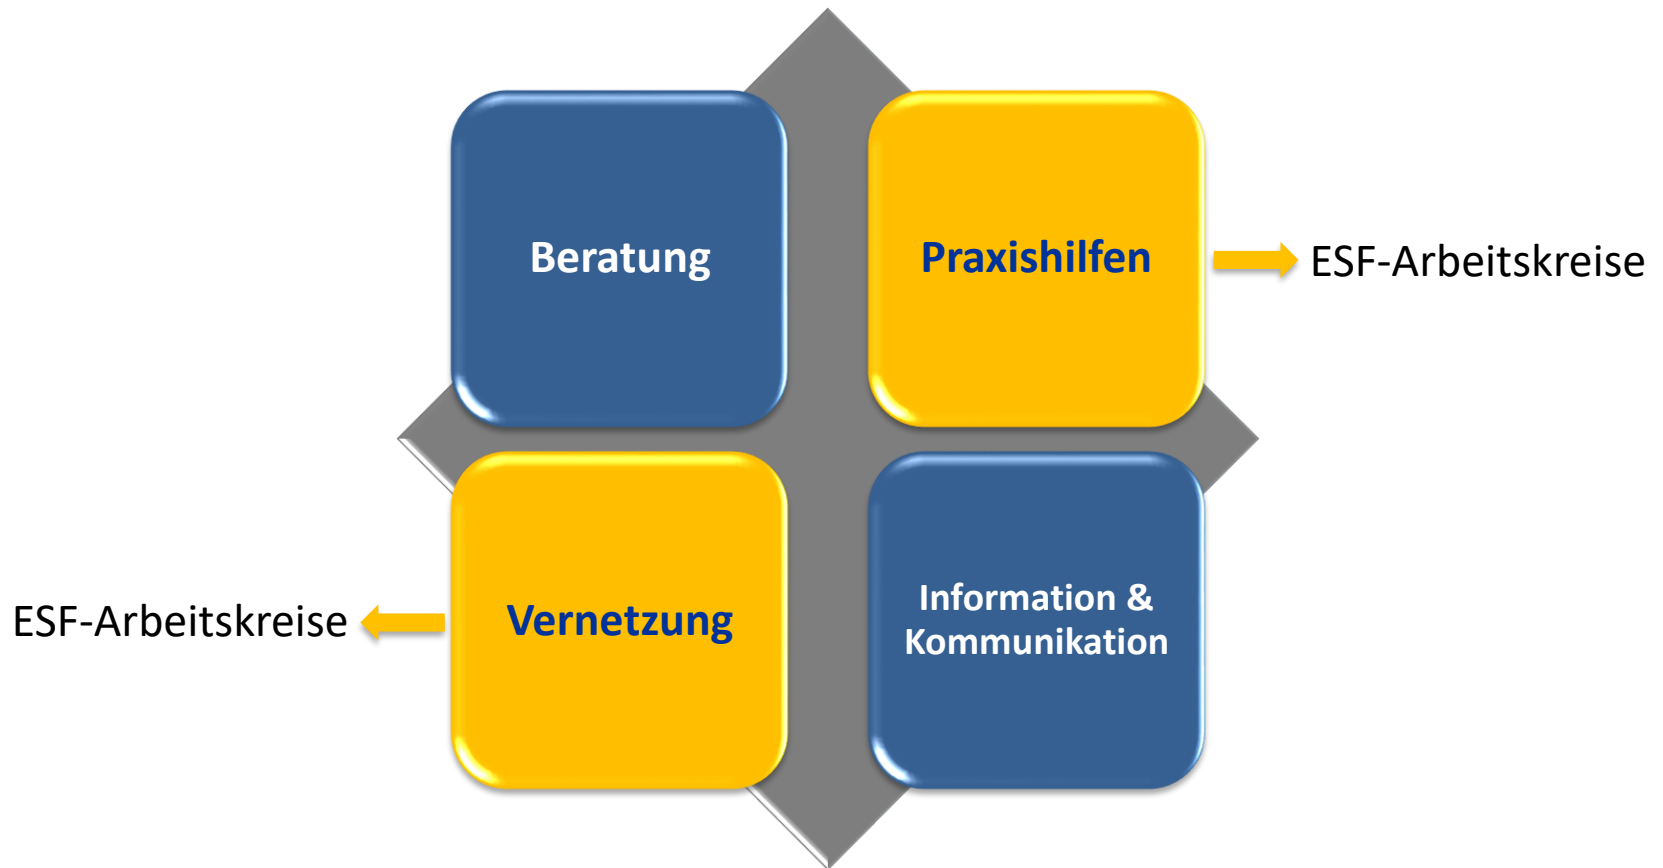 Beratung
Praxishilfen
ESF-Arbeitskreise
ESF-Arbeitskreise
Vernetzung
Information &
Kommunikation